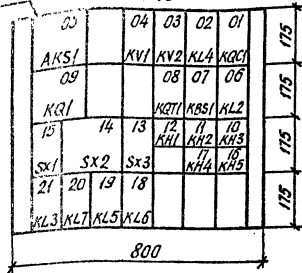 05 04 03 02 01
AKS1 KV1 KV2 KL4 KQC1
09 08 07 06
KQ1 KQT1 KBS1 KL2
15 14 13 12 11 10
KH1 KH2 KH3
SX1 SX2 SX3 17 16
KH4 KH5
21 20 19 18
KL3 KL7 KL5 KL6
175
175
175
175
800